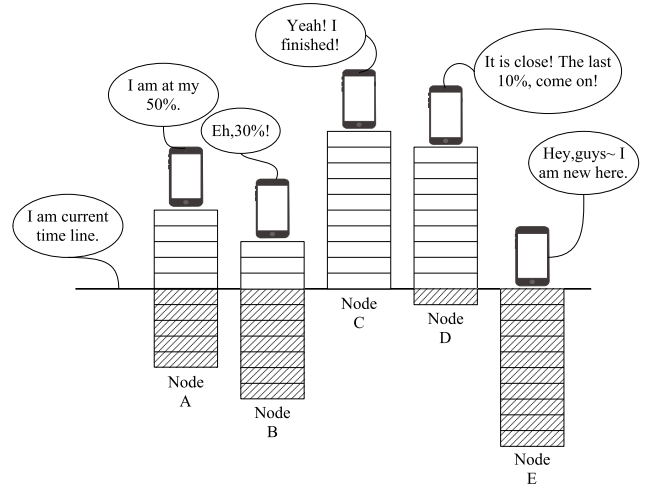 Yeah! I
finished!
It is close! The last
10%, come on!
I am at my
50%.
Eh,30%!
Hey,guys~ I
am new here.
I am current
time line.
Node
A
Node
B
Node
C
Node
D
Node
E